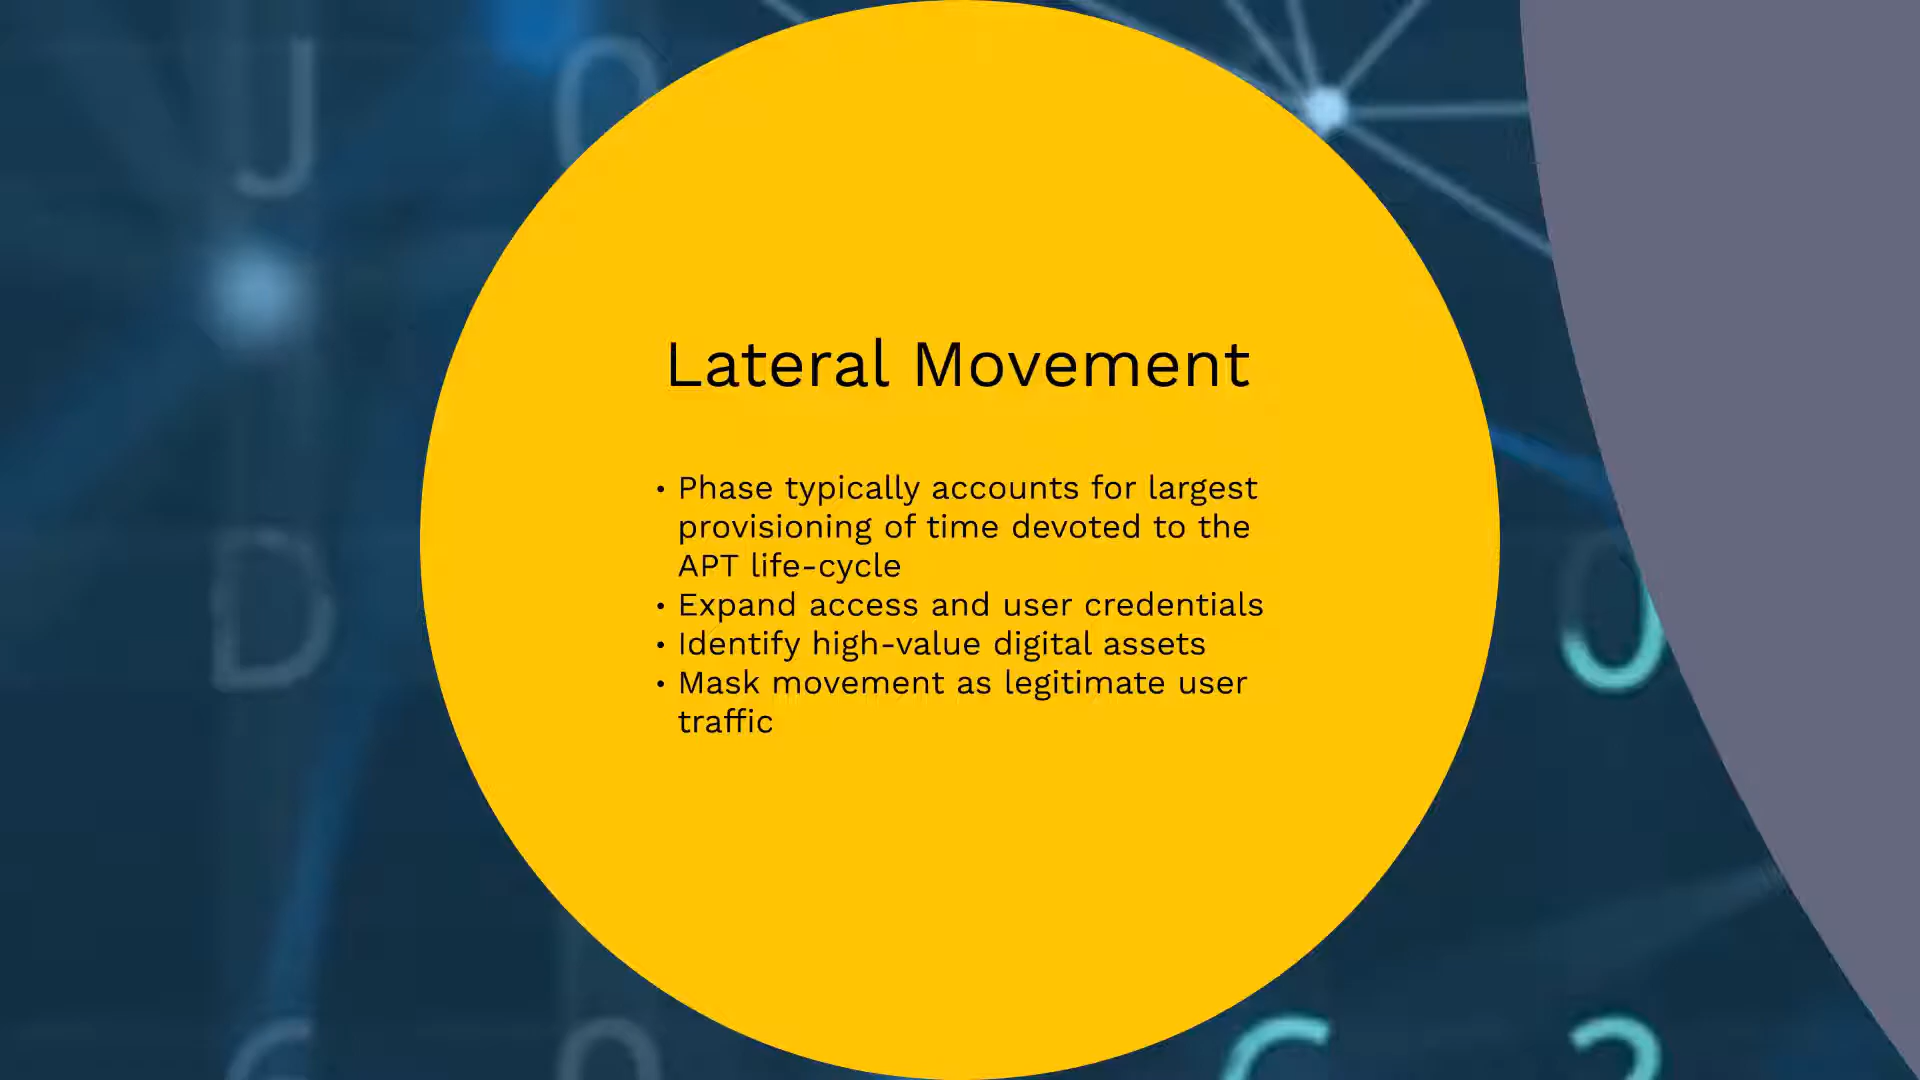 J
O
Lateral Movement
• Phase typically accounts for largest
provisioning of time devoted to the
APT life-cycle
• Expand access and user credentials
• Identify high-value digital assets
• Mask movement as legitimate user
traffic
D